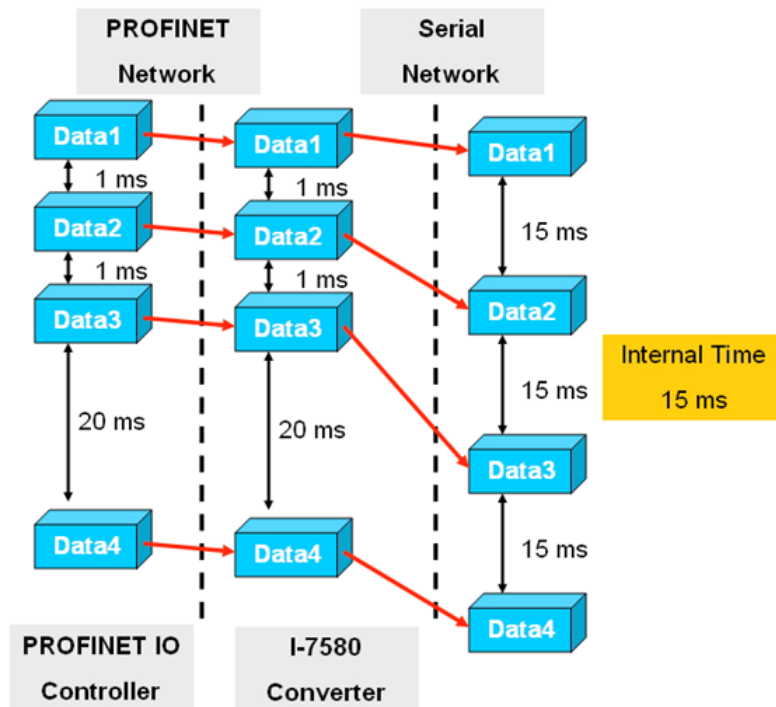 PROFINET
Network
Serial
Network
Data1
Data1
Data1
1 ms
1 ms
Data2
Data2
15 ms
1 ms
1 ms
Data2
Data3
Data3
Internal Time
15 ms
15 ms
20 ms
20 ms
Data3
Data4
Data4
15 ms
Data4
PROFINET IO
Controller
I-7580
Converter